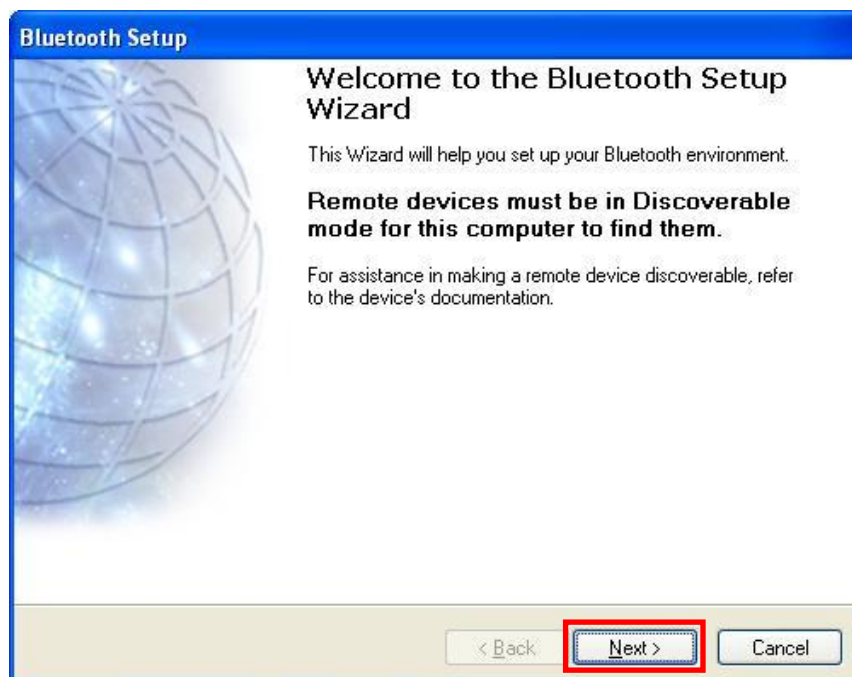 Bluetooth Setup
Welcome to the Bluetooth Setup
Wizard
This Wizard will help you set up your Bluetooth environment.
Remote devices must be in Discoverable
mode for this computer to find them.
For assistance in making a remote device discoverable, refer
to the device's documentation.
< Back Next > Cancel